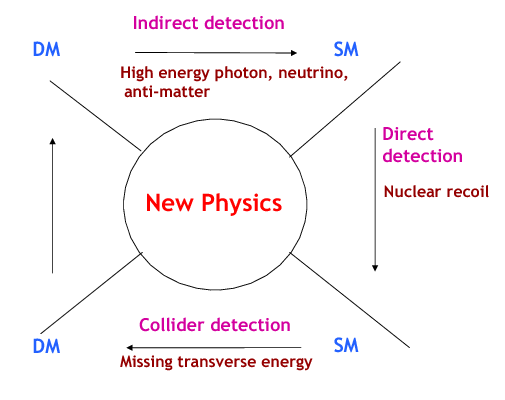 Indirect detection
DM
SM
High energy photon, neutrino,
anti-matter
Direct
detection
Nuclear recoil
New Physics
Collider detection
DM
SM
Missing transverse energy